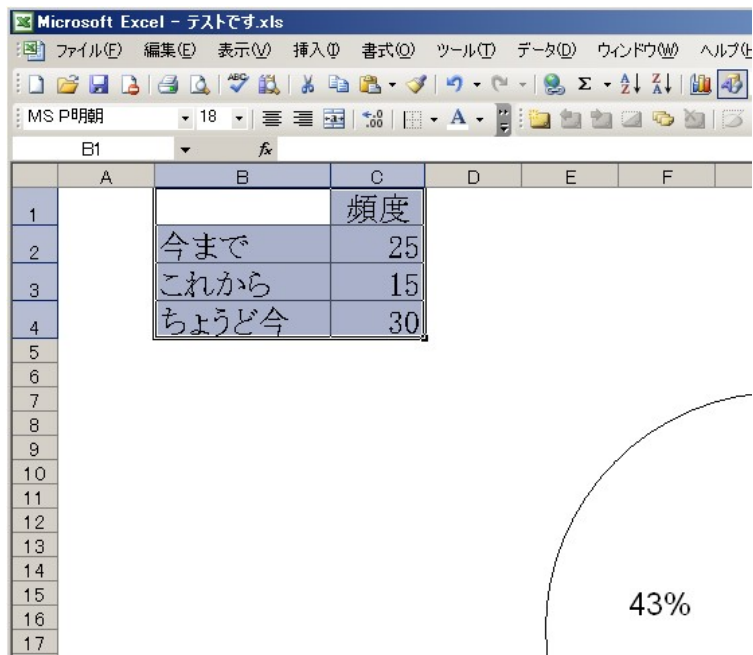 Microsoft Excel - テストです.xls
ファイル(F) 編集(E) 表示(V) 挿入(I) 書式(O) ツール(T) データ(D) ウィンドウ(W) ヘルプ(H
ABC Σ A Z Z A
MS P明朝 18 .00 A
B1 fx
A B C D E F
1 頻度
2 今まで 25
3 これから 15
4 ちょうど今 30
5
6
7
8
9
10
11
12
13
14
15 43%
16
17